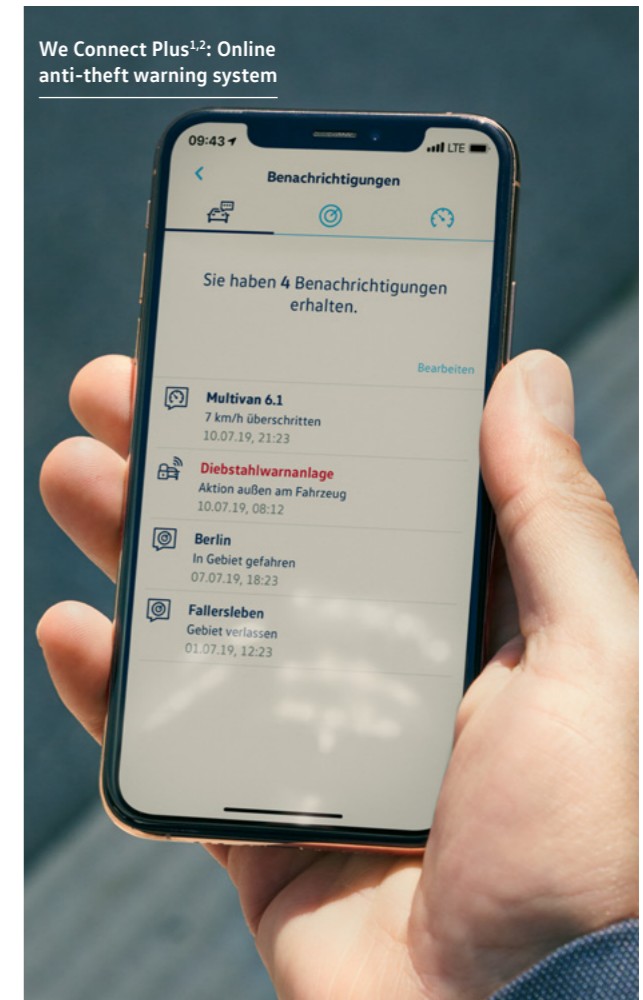 We Connect Plus1,2: Online
anti-theft warning system
09:43
LTE
Benachrichtigungen
Sie haben 4 Benachrichtigungen
erhalten.
Bearbeiten
Multivan 6.1
7 km/h überschritten
10.07.19, 21:23
Diebstahlwarnanlage
Aktion außen am Fahrzeug
10.07.19, 08:12
Berlin
In Gebiet gefahren
07.07.19, 18:23
Fallersleben
Gebiet verlassen
01.07.19, 12:23